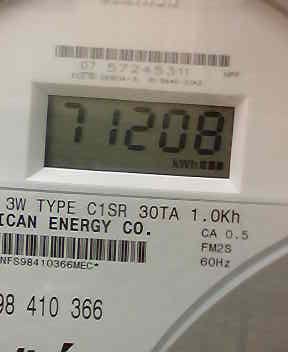 07 57245311
71208
kWh
3W TYPE C1SR 30TA 1.0Kh
ICAN ENERGY CO.
CA 0.5
FM2S
NFS98410366MEC*
60Hz
98 410 366